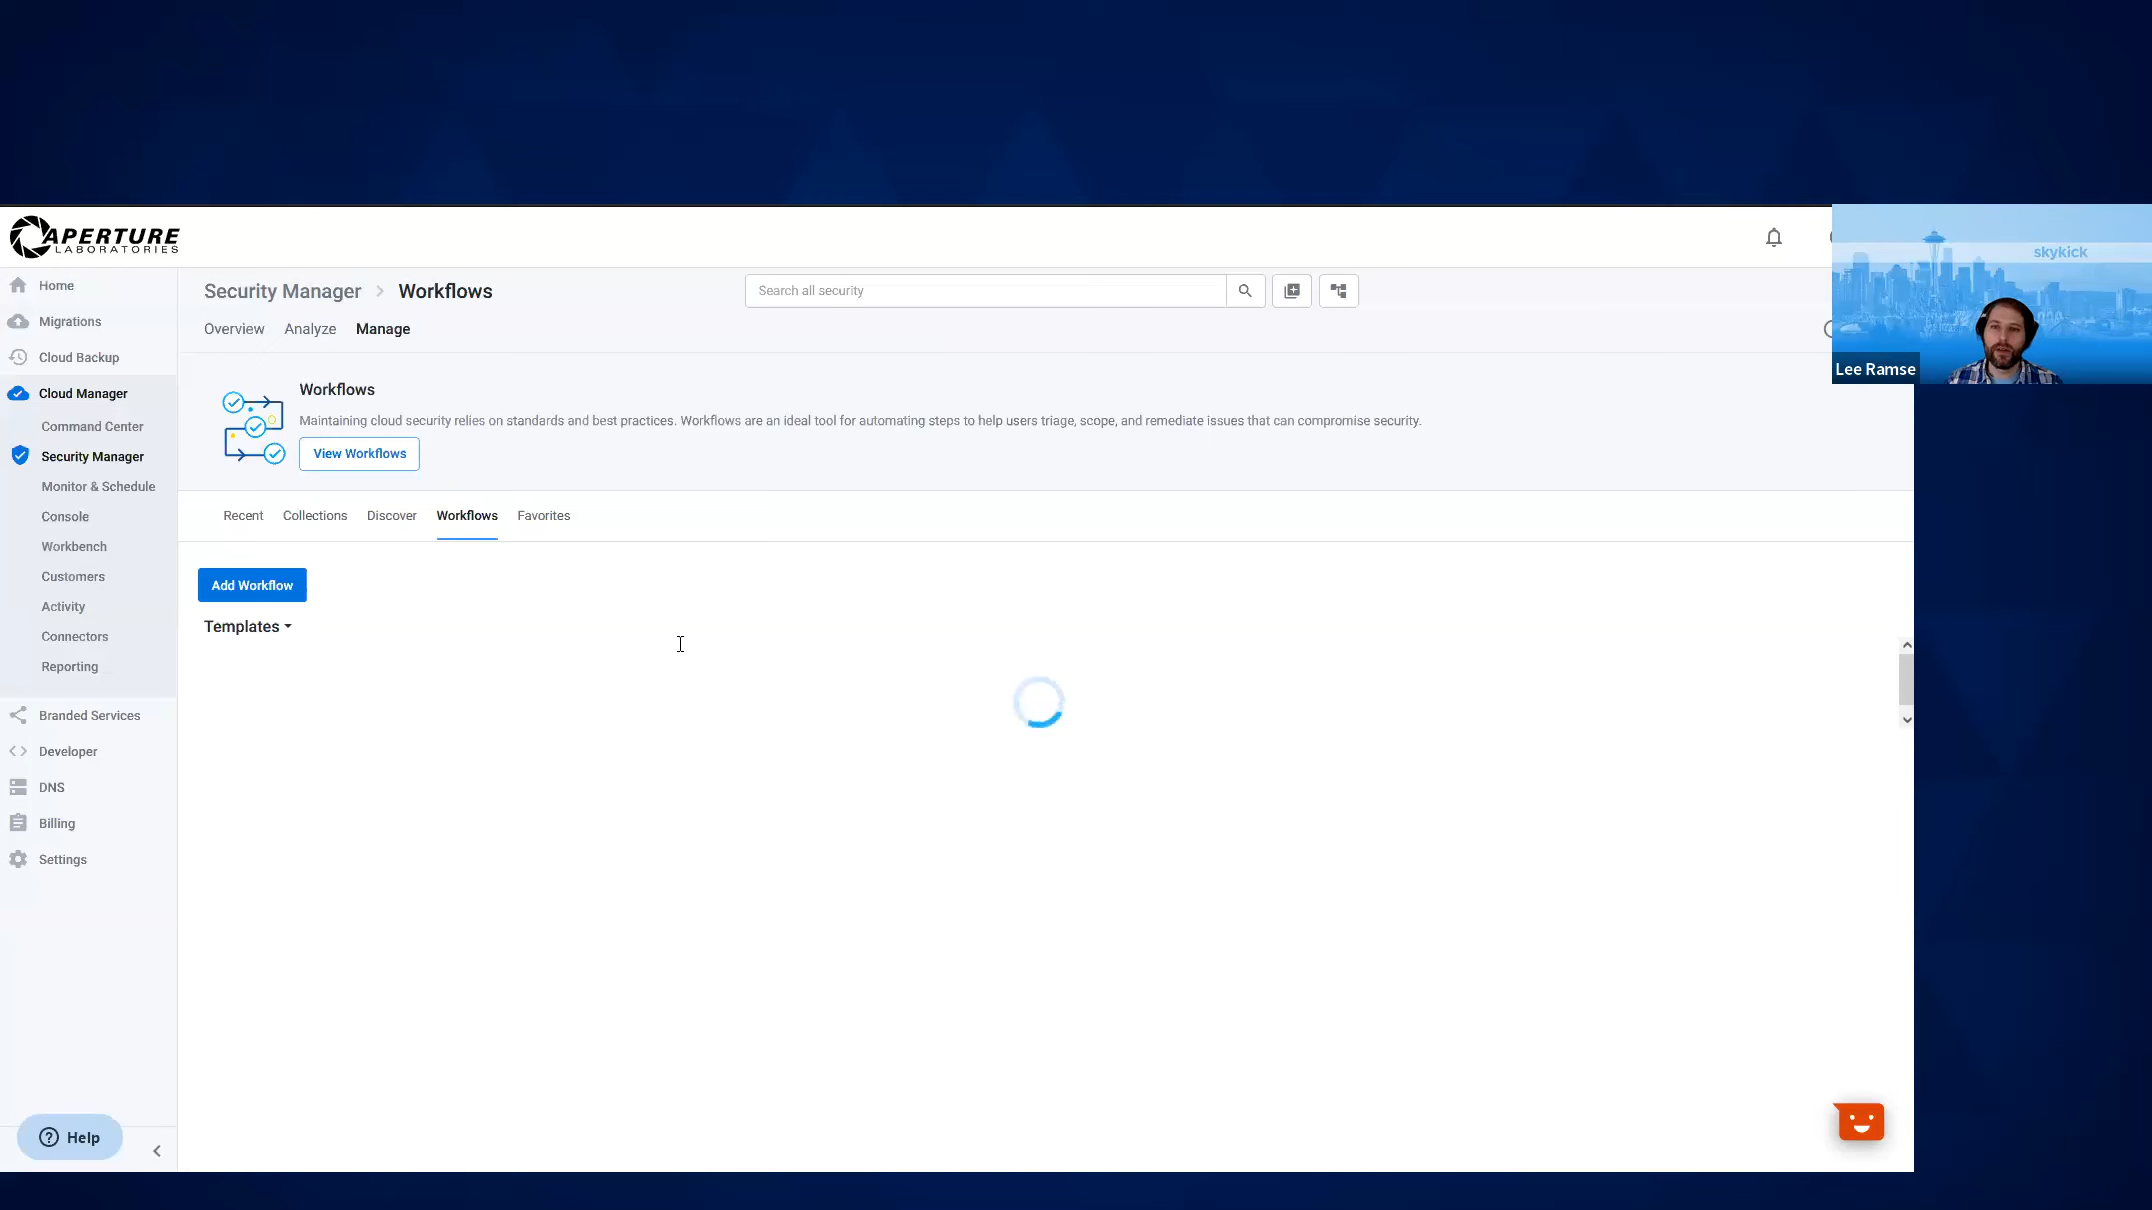 APERTURE
LABORATORIES
skykick
Lee Ramse
Home
Migrations
Cloud Backup
Cloud Manager
Command Center
Security Manager
Monitor & Schedule
Console
Workbench
Customers
Activity
Connectors
Reporting
Branded Services
Developer
DNS
Billing
Settings
Help
Security Manager > Workflows
Search all security
Overview Analyze Manage
Workflows
Maintaining cloud security relies on standards and best practices. Workflows are an ideal tool for automating steps to help users triage, scope, and remediate issues that can compromise security.
View Workflows
Recent Collections Discover Workflows Favorites
Add Workflow
Templates